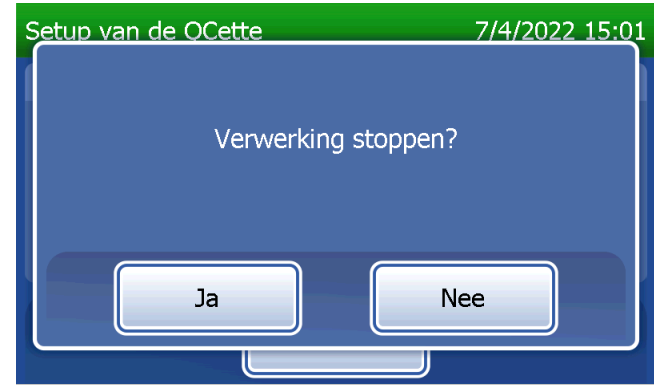 Setup van de QCette
7/4/2022 15:01
Verwerking stoppen?
Ja
Nee